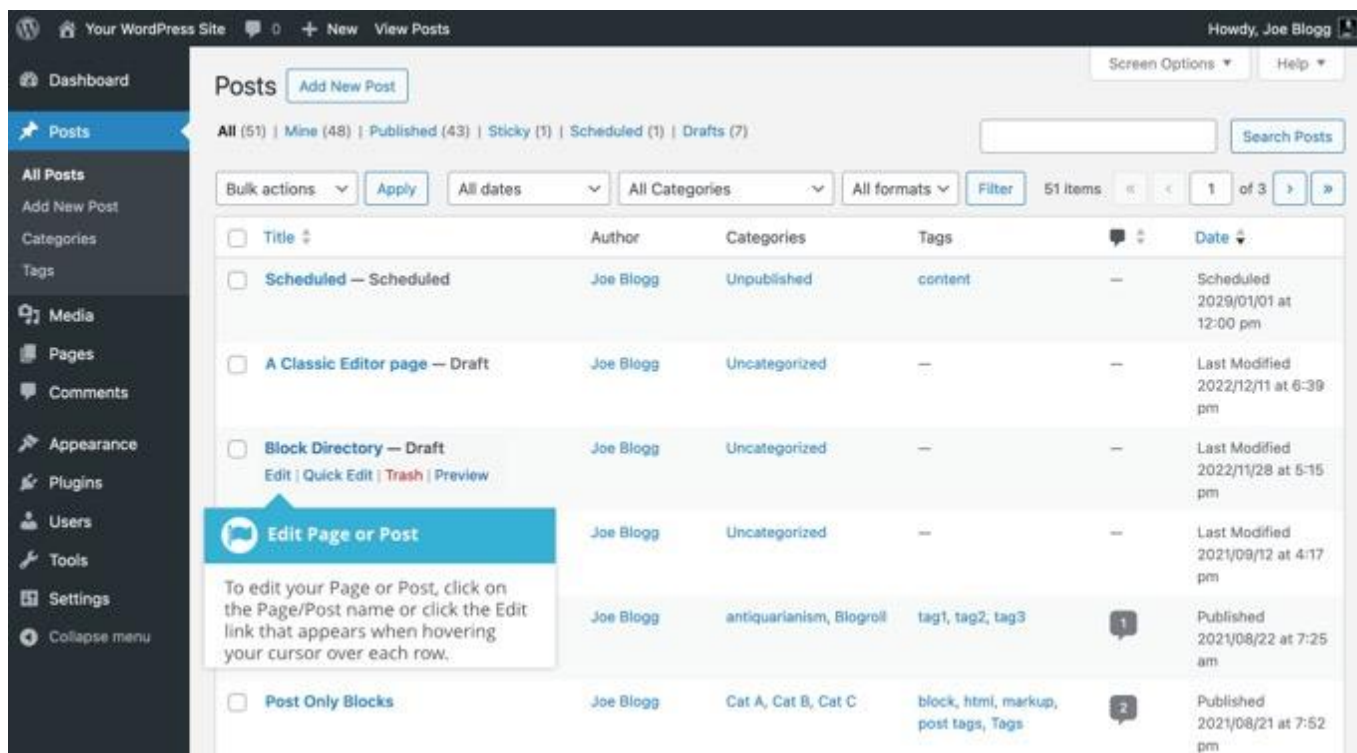 Your WordPress Site 0 + New View Posts Howdy, Joe Blogg
Screen Options ▼ Help ▼
Dashboard
Posts
All Posts
Add New Post
Categories
Tags
Media
Pages
Comments
Appearance
Plugins
Users
Tools
Settings
Collapse menu
Posts Add New Post
All (51) | Mine (48) | Published (43) | Sticky (1) | Scheduled (1) | Drafts (7)
Search Posts
Bulk actions Apply All dates All Categories All formats Filter 51 items « ‹ 1 of 3 › »
Title Author Categories Tags Date
Scheduled — Scheduled Joe Blogg Unpublished content — Scheduled
2029/01/01 at
12:00 pm
A Classic Editor page — Draft Joe Blogg Uncategorized — — Last Modified
2022/12/11 at 6:39
pm
Block Directory — Draft Joe Blogg Uncategorized — — Last Modified
Edit | Quick Edit | Trash | Preview 2022/11/28 at 5:15
pm
Edit Page or Post
To edit your Page or Post, click on
the Page/Post name or click the Edit
link that appears when hovering
your cursor over each row.
Joe Blogg Uncategorized — — Last Modified
2021/09/12 at 4:17
pm
Joe Blogg antiquarianism, Blogroll tag1, tag2, tag3 1 Published
2021/08/22 at 7:25
am
Post Only Blocks Joe Blogg Cat A, Cat B, Cat C block, html, markup, 2 Published
post tags, Tags 2021/08/21 at 7:52
pm